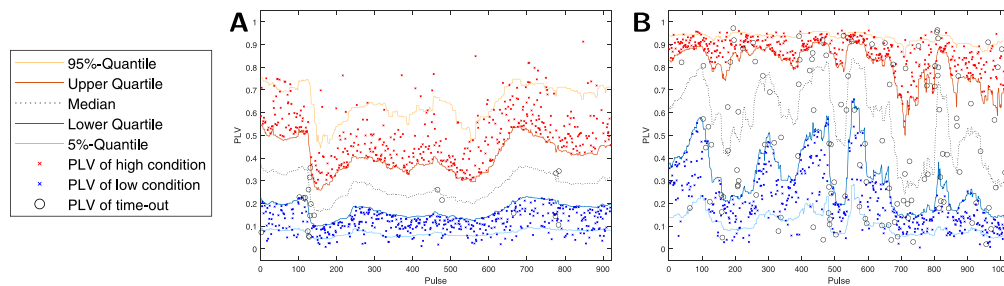 95%-Quantile
Upper Quartile
Median
Lower Quartile
5%-Quantile
PLV of high condition
PLV of low condition
PLV of time-out
A
PLV
1
0.9
0.8
0.7
0.6
0.5
0.4
0.3
0.2
0.1
0
0 100 200 300 400 500 600 700 800 900
Pulse
B
PLV
1
0.9
0.8
0.7
0.6
0.5
0.4
0.3
0.2
0.1
0
0 100 200 300 400 500 600 700 800 900 1000
Pulse